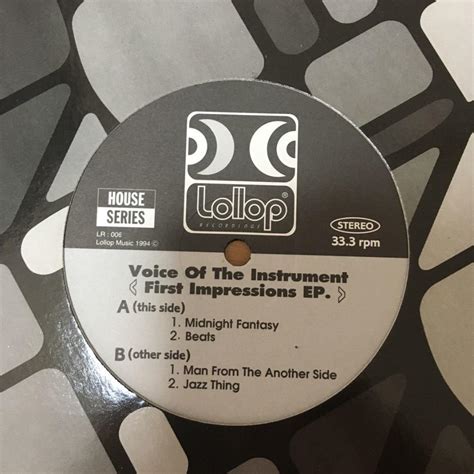 Lollop®
RECORDINGS
HOUSE
SERIES
LR : 006
Lollop Music 1994 ©
STEREO
33.3 rpm
Voice Of The Instrument
《 First Impressions EP. 》
A (this side)
1. Midnight Fantasy
2. Beats
B (other side)
1. Man From The Another Side
2. Jazz Thing